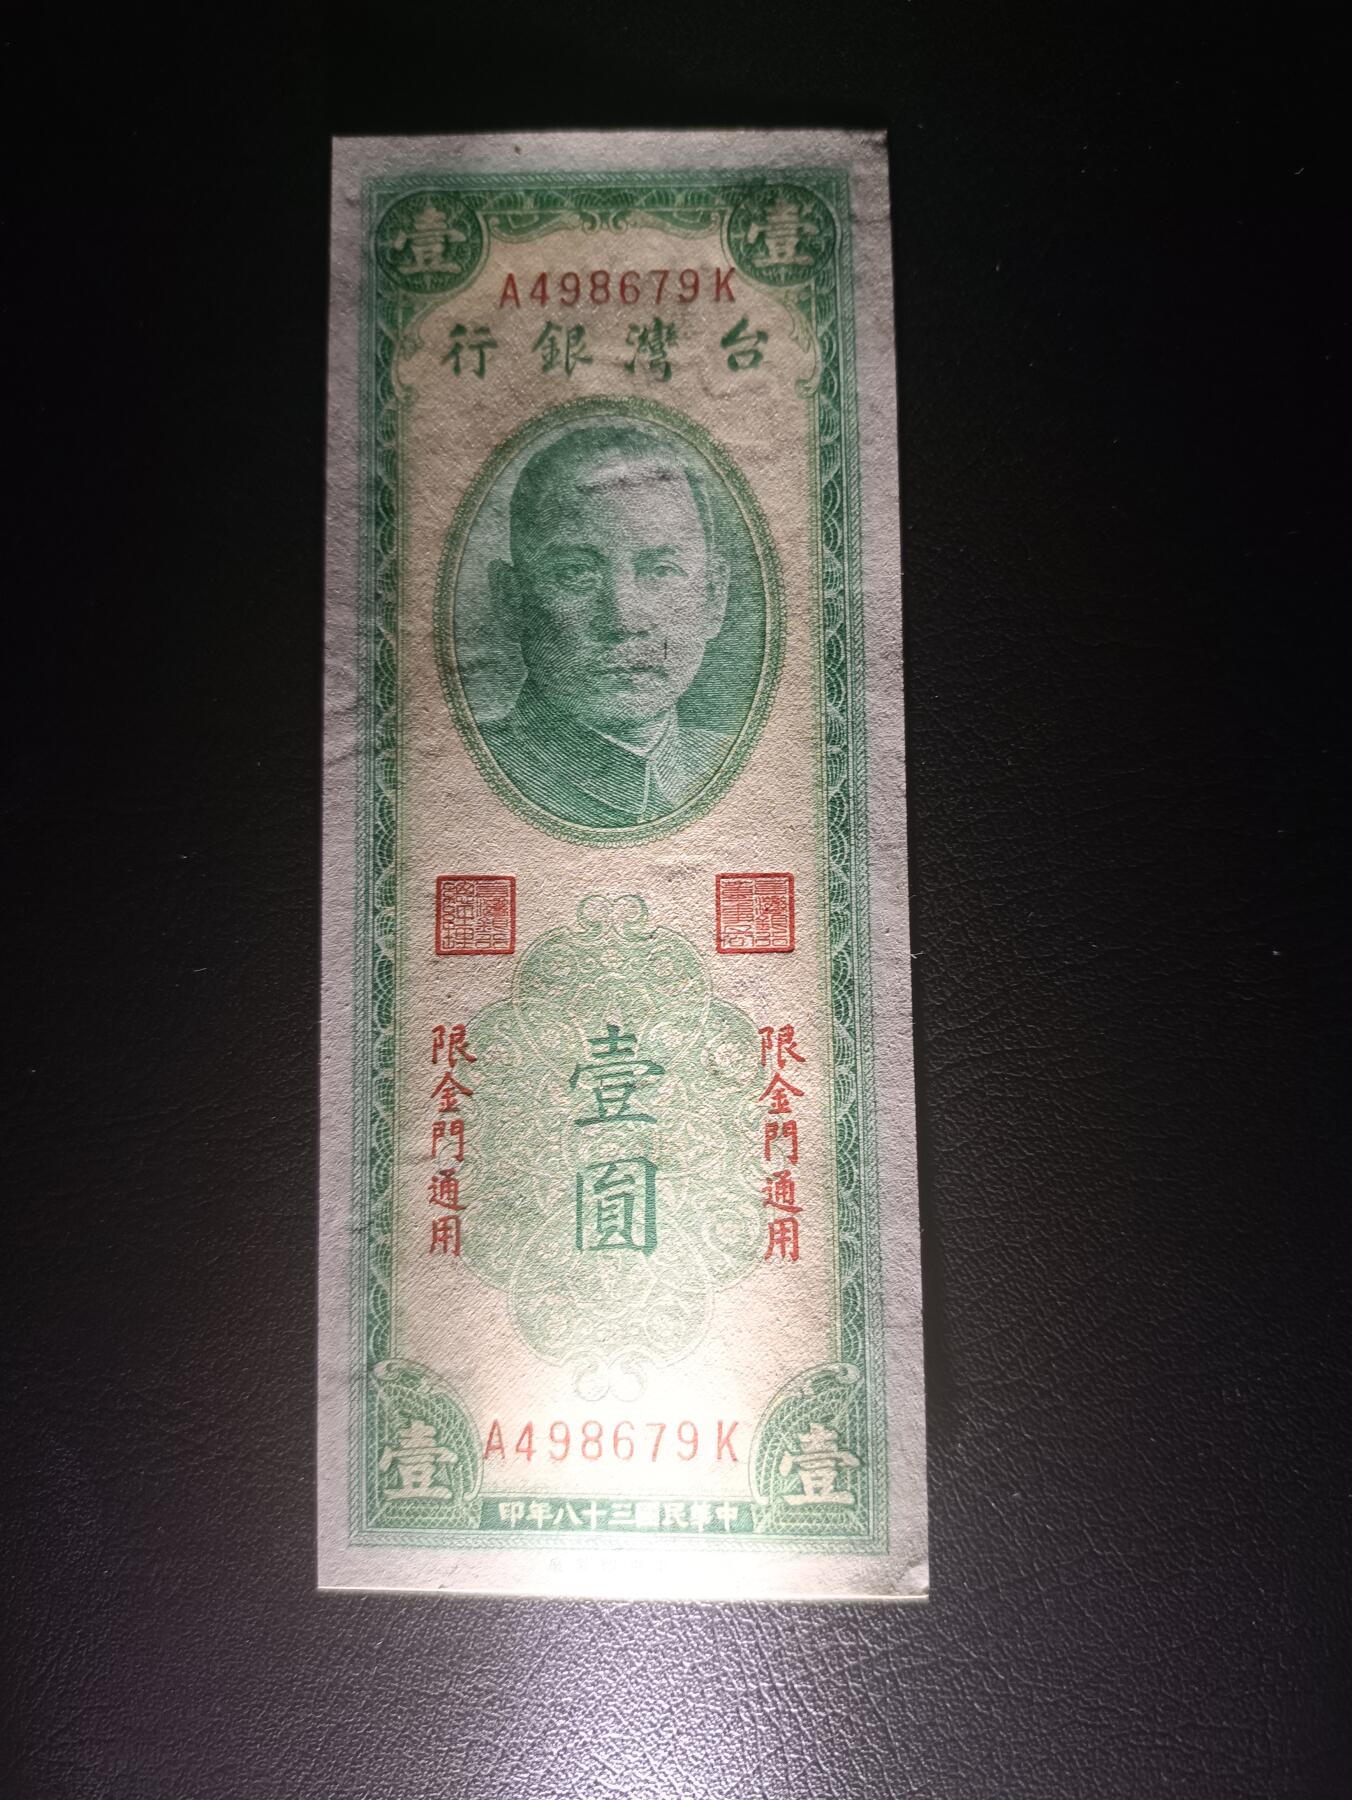 壹 壹
A498679K
台灣銀行
限金門通用
壹圓
限金門通用
A498679K
壹 壹
中華民國三十八年印